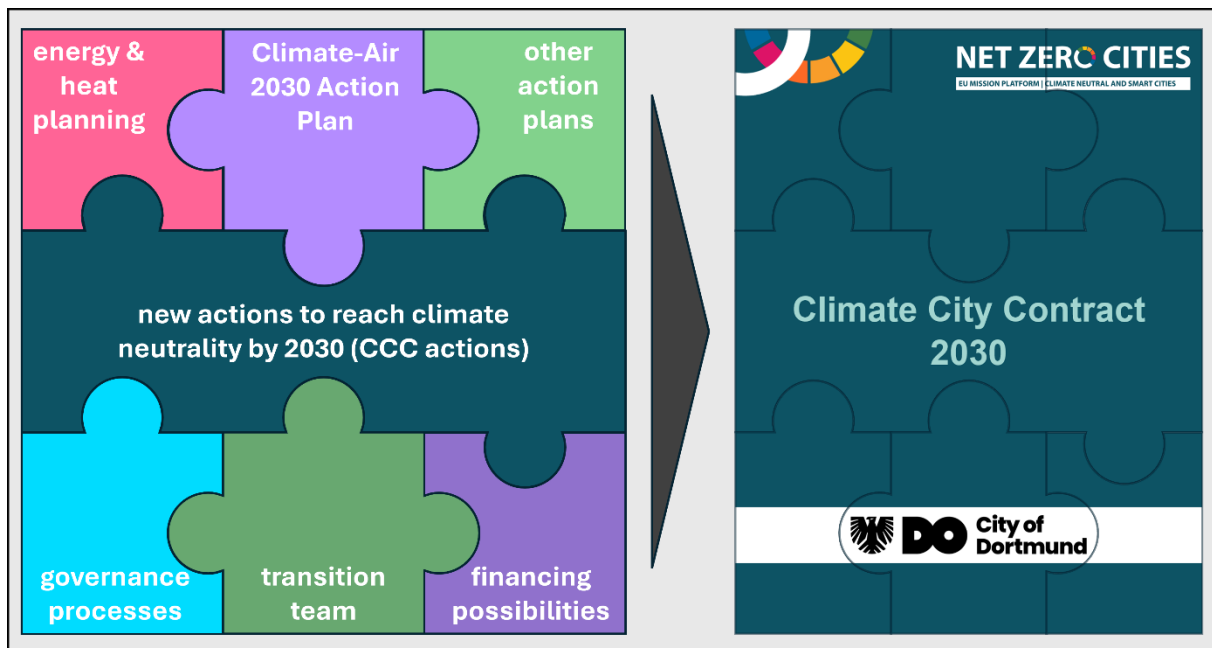 energy &
heat
planning
Climate-Air
2030 Action
Plan
other
action
plans
new actions to reach climate
neutrality by 2030 (CCC actions)
governance
processes
transition
team
financing
possibilities
NET ZERO CITIES
EU MISSION PLATFORM | CLIMATE NEUTRAL AND SMART CITIES
Climate City Contract
2030
DO City of
Dortmund